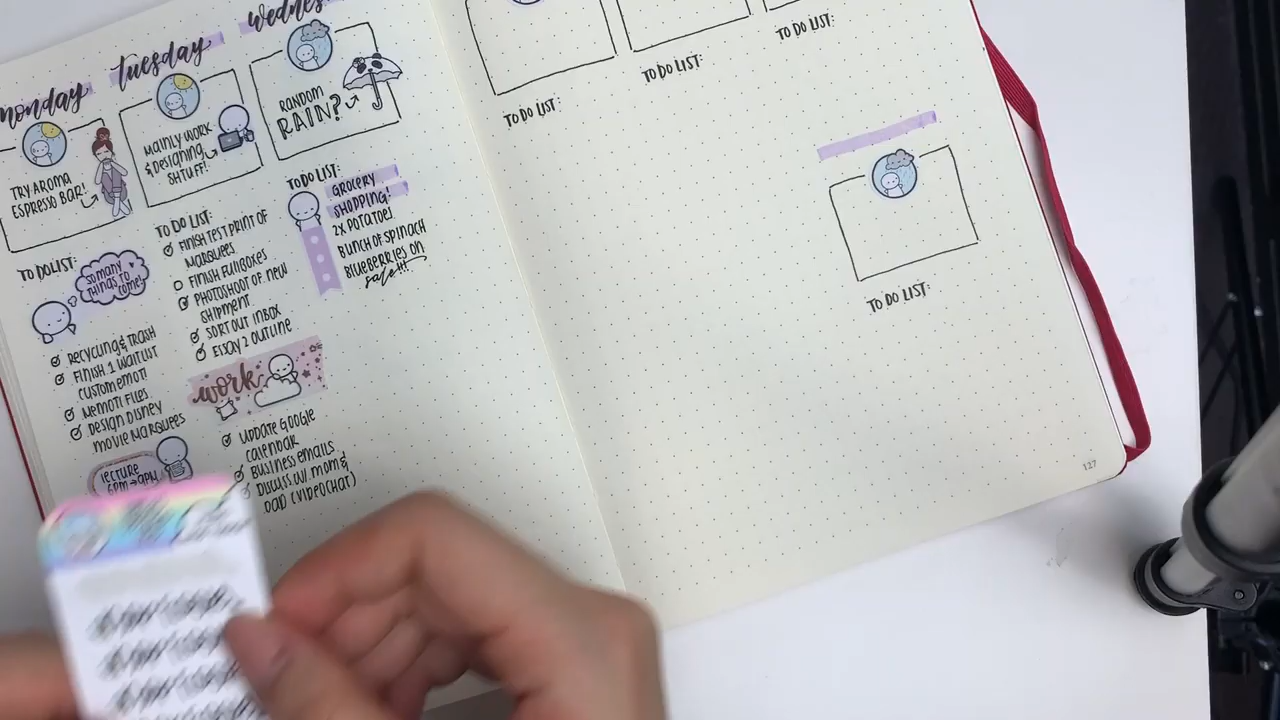 monday
TRY AROMA
ESPRESSO BAR!
TO DO LIST:
SO MANY
THINGS TO
COME!
RECYCLING & TRASH
FINISH 1 WAITLIST
CUSTOM EMOTI
MEMOTI FILES
DESIGN DISNEY
MOVIE MARQUEES
LECTURE
6PM → 9PM
tuesday
MAINLY WORK
& DESIGNING
SHTUFF!
TO DO LIST:
FINISH TEST PRINT OF
MARQUEES
FINISH FULLBOXES
PHOTOSHOOT OF NEW
SHIPMENT
SORT OUT INBOX
ESSAY 2 OUTLINE
work
UPDATE GOOGLE
CALENDAR
BUSINESS EMAILS
DISCUSS W/ MOM &
DAD (VIDEOCHAT)
wednes
RANDOM
RAIN?
TO DO LIST:
GROCERY
SHOPPING!
2X POTATOES
BUNCH OF SPINACH
BLUEBERRIES ON
sale!!!
TO DO LIST:
TO DO LIST:
TO DO LIST:
TO DO LIST:
127